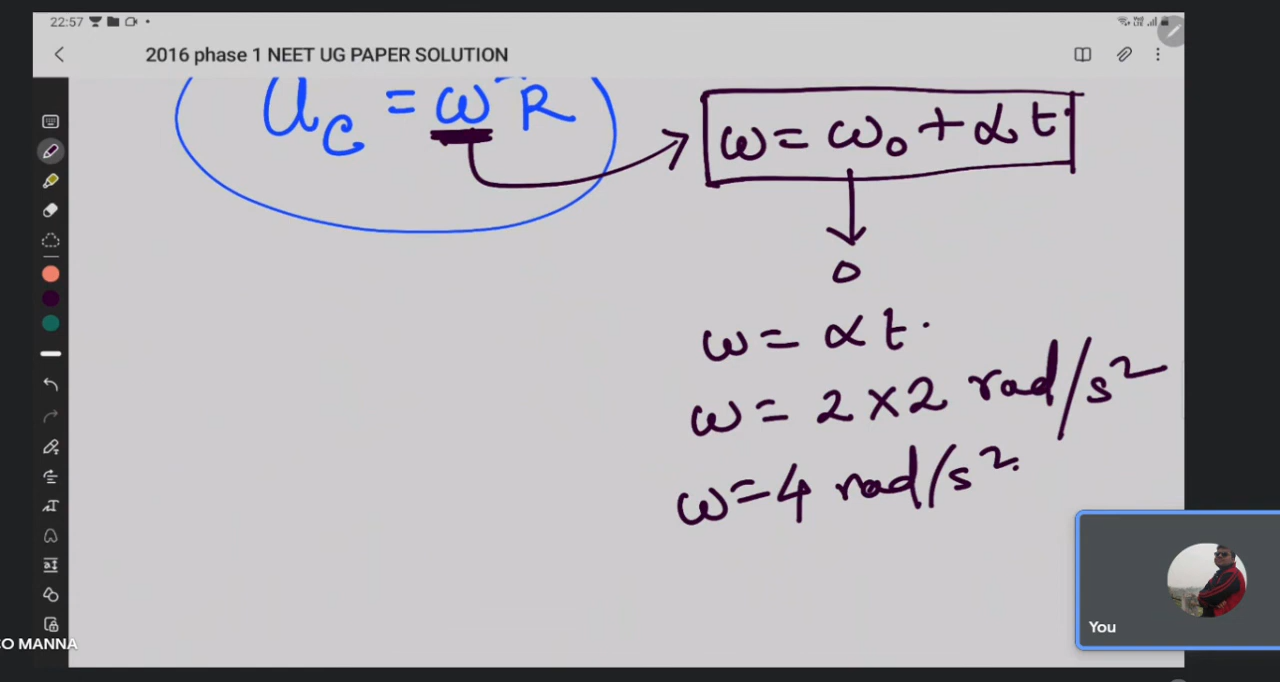 22:57
2016 phase 1 NEET UG PAPER SOLUTION
a_c = ω²R
ω = ω₀ + αt
0
ω = αt.
ω = 2 × 2 rad/s²
ω = 4 rad/s².
You
O MANNA